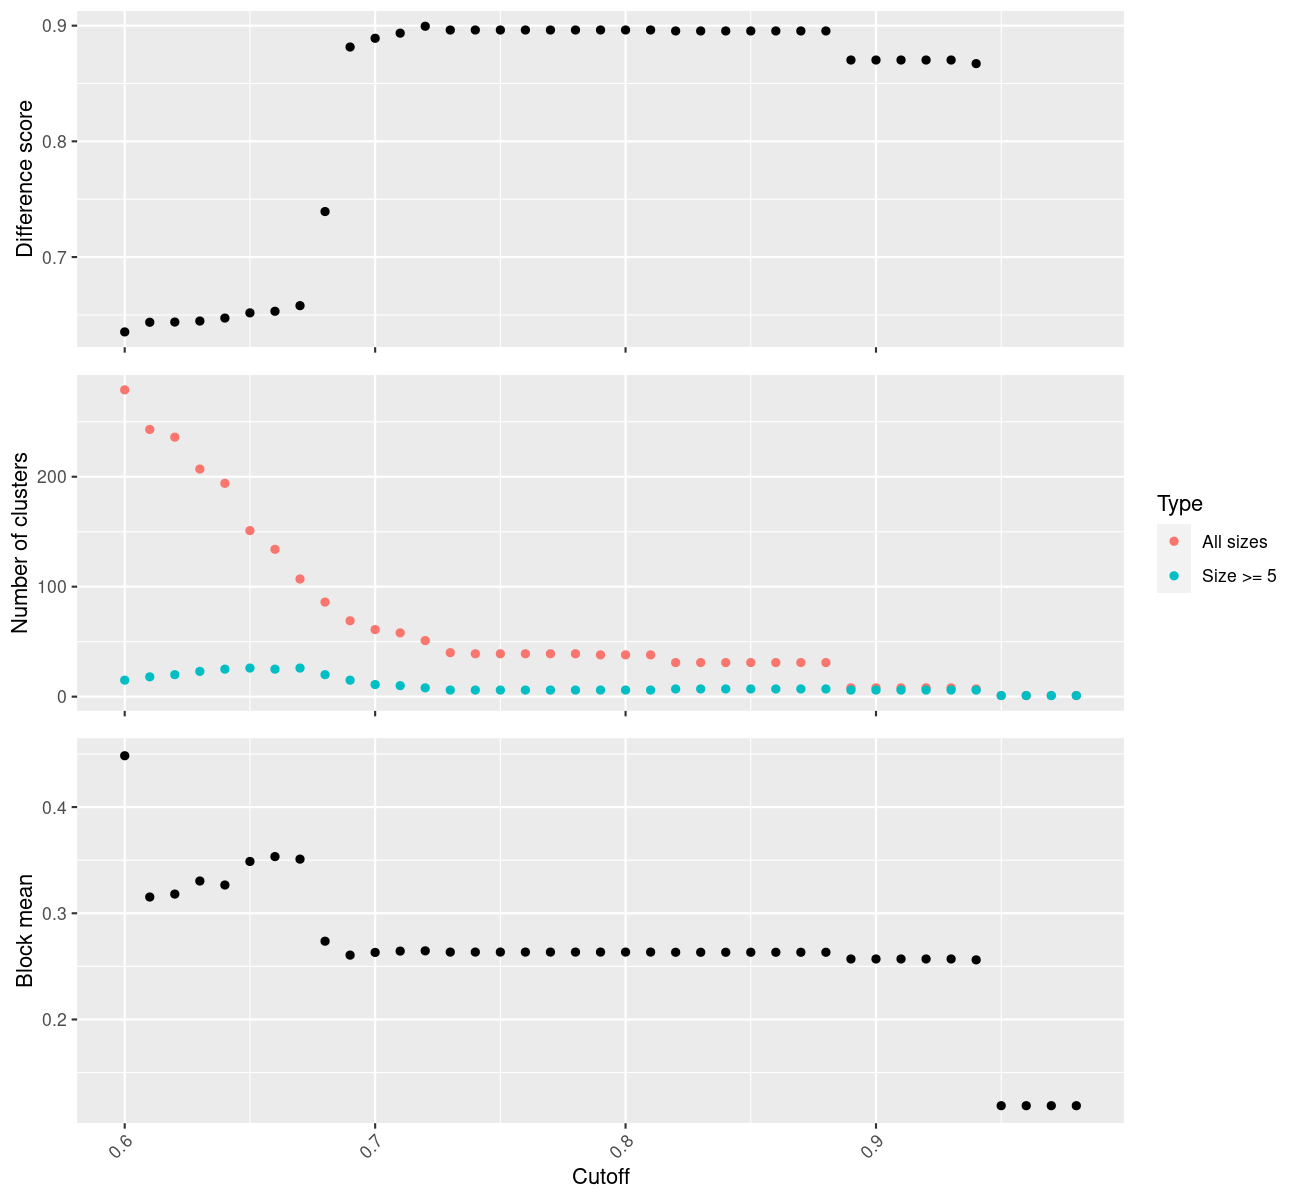 Difference score
0.9
0.8
0.7
Number of clusters
200
100
0
Type
All sizes
Size >= 5
Block mean
0.4
0.3
0.2
0.6
0.7
0.8
0.9
Cutoff